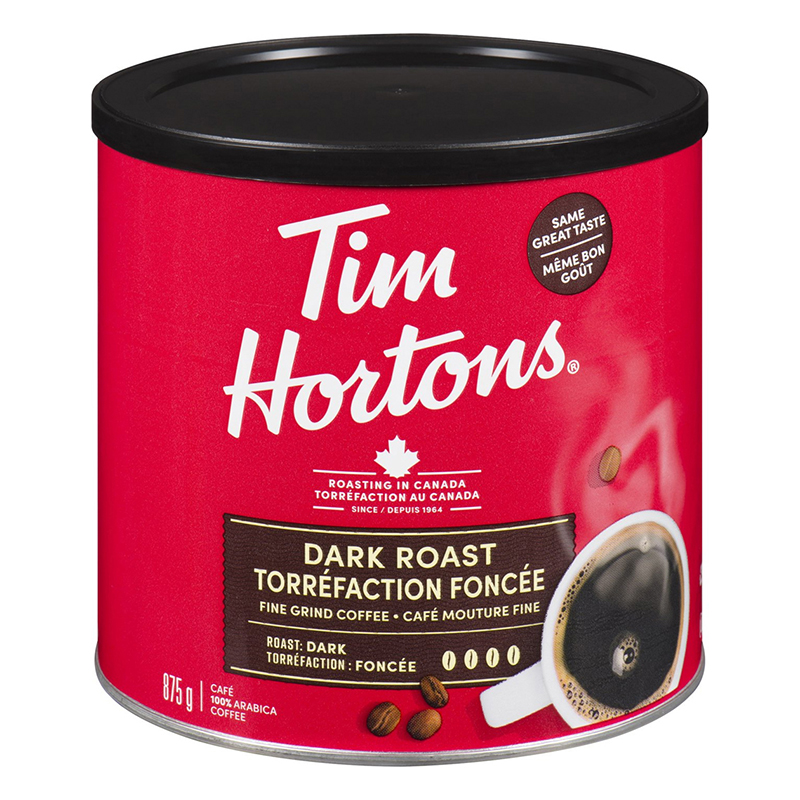 SAME
GREAT TASTE
MÊME BON
GOÛT
Tim
Hortons®
ROASTING IN CANADA
TORRÉFACTION AU CANADA
SINCE / DEPUIS 1964
DARK ROAST
TORRÉFACTION FONCÉE
FINE GRIND COFFEE • CAFÉ MOUTURE FINE
ROAST: DARK
TORRÉFACTION : FONCÉE
875 g
CAFÉ
100% ARABICA
COFFEE